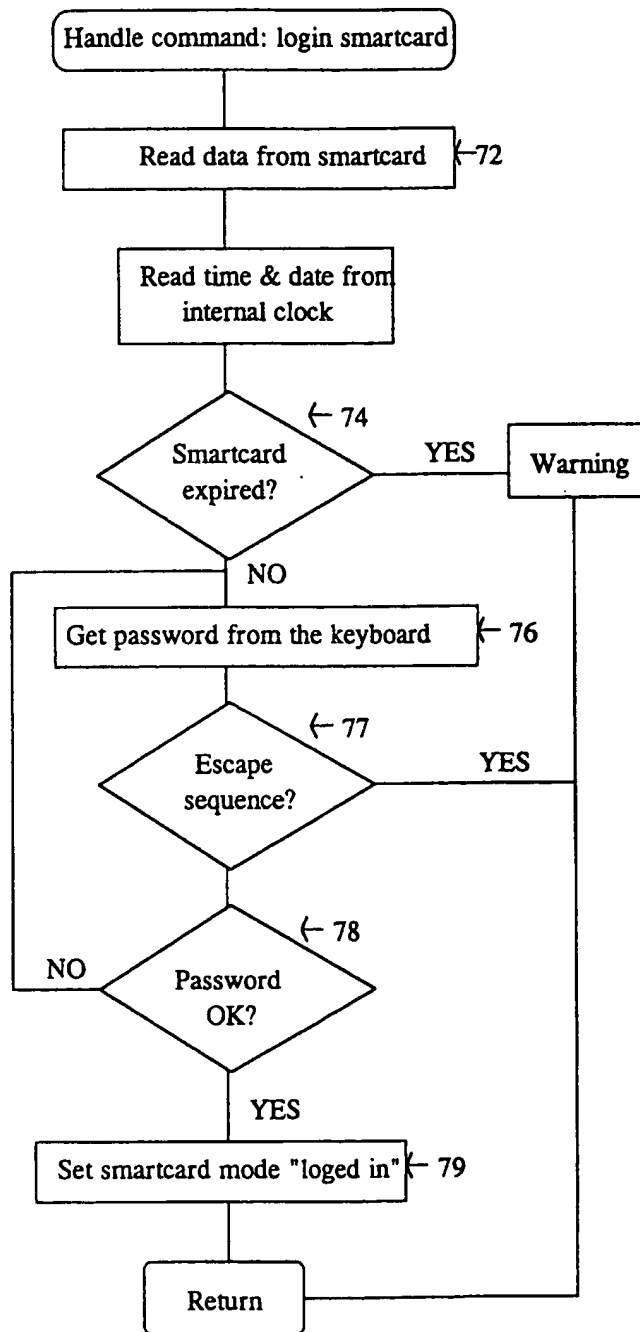 Handle command: login smartcard
Read data from smartcard
←72
Read time & date from
internal clock
← 74
Smartcard
expired?
YES
Warning
NO
Get password from the keyboard
← 76
← 77
Escape
sequence?
YES
← 78
NO
Password
OK?
YES
Set smartcard mode "loged in"
← 79
Return